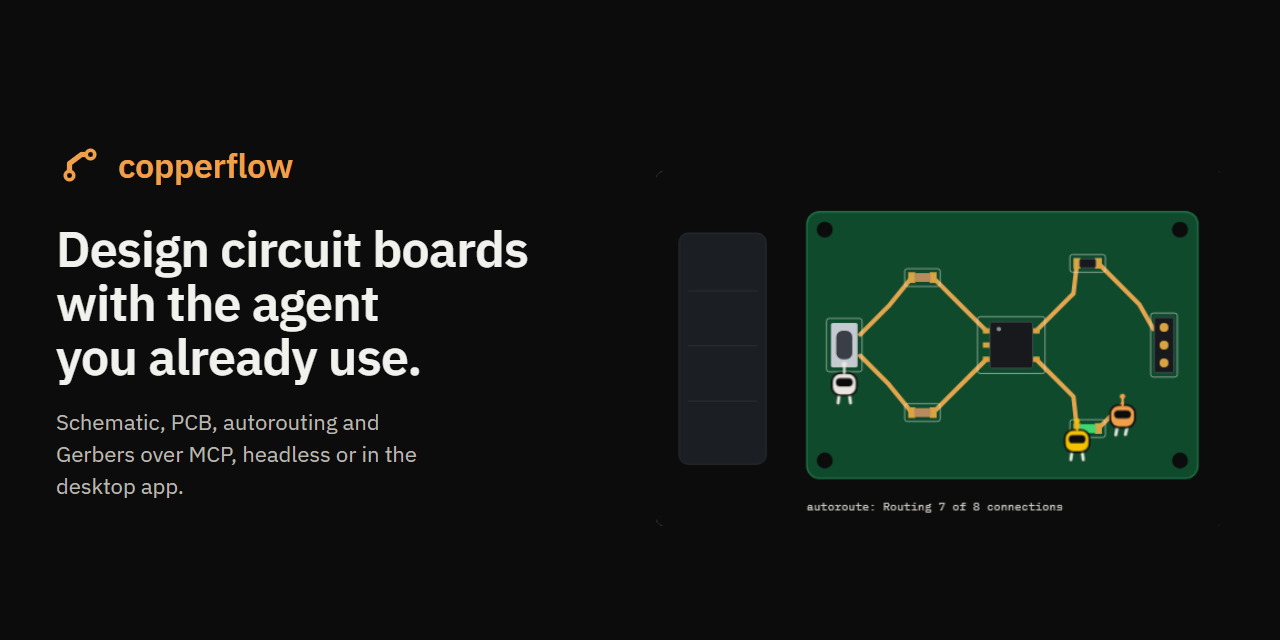 copperflow
Design circuit boards
with the agent
you already use.
Schematic, PCB, autorouting and
Gerbers over MCP, headless or in the
desktop app.
autoroute: Routing 7 of 8 connections